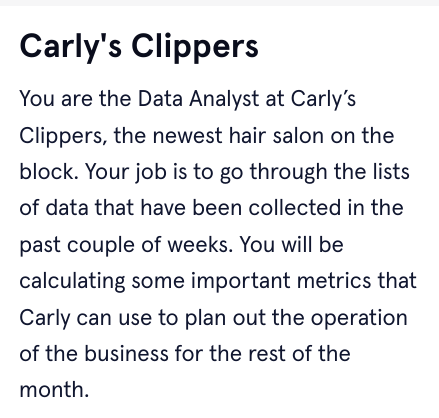 Carly's Clippers
You are the Data Analyst at Carly’s
Clippers, the newest hair salon on the
block. Your job is to go through the lists
of data that have been collected in the
past couple of weeks. You will be
calculating some important metrics that
Carly can use to plan out the operation
of the business for the rest of the
month.